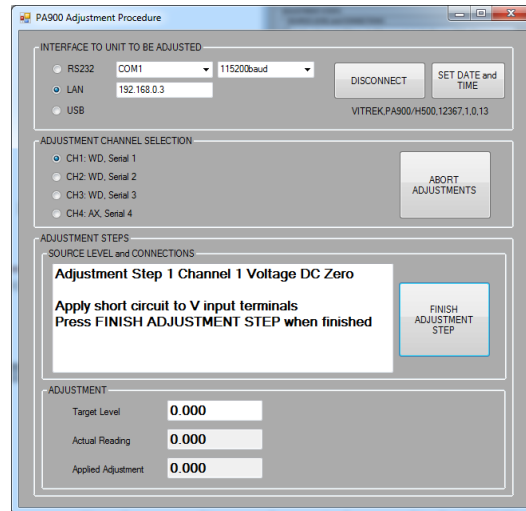 PA900 Adjustment Procedure
INTERFACE TO UNIT TO BE ADJUSTED
RS232 COM1 115200baud
LAN 192.168.0.3
USB
DISCONNECT
SET DATE and
TIME
VITREK,PA900/H500,12367,1,0,13
ADJUSTMENT CHANNEL SELECTION
CH1: WD, Serial 1
CH2: WD, Serial 2
CH3: WD, Serial 3
CH4: AX, Serial 4
ABORT
ADJUSTMENTS
ADJUSTMENT STEPS
SOURCE LEVEL and CONNECTIONS
Adjustment Step 1 Channel 1 Voltage DC Zero
Apply short circuit to V input terminals
Press FINISH ADJUSTMENT STEP when finished
FINISH
ADJUSTMENT
STEP
ADJUSTMENT
Target Level 0.000
Actual Reading 0.000
Applied Adjustment 0.000